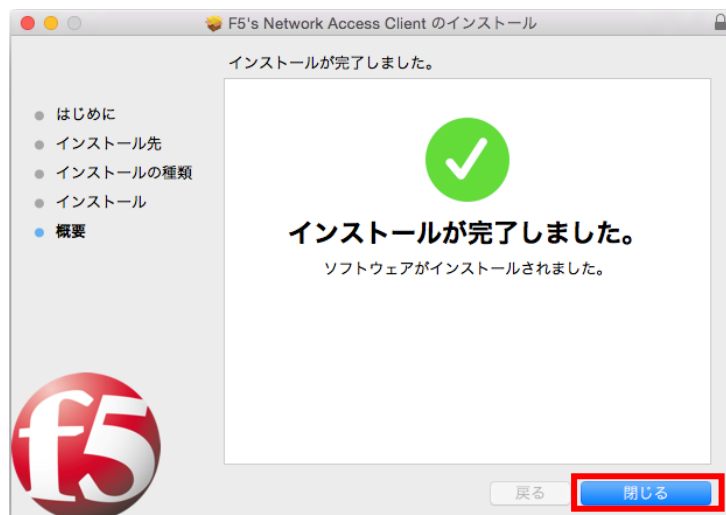 F5's Network Access Client のインストール
インストールが完了しました。
はじめに
インストール先
インストールの種類
インストール
概要
インストールが完了しました。
ソフトウェアがインストールされました。
f5
戻る
閉じる